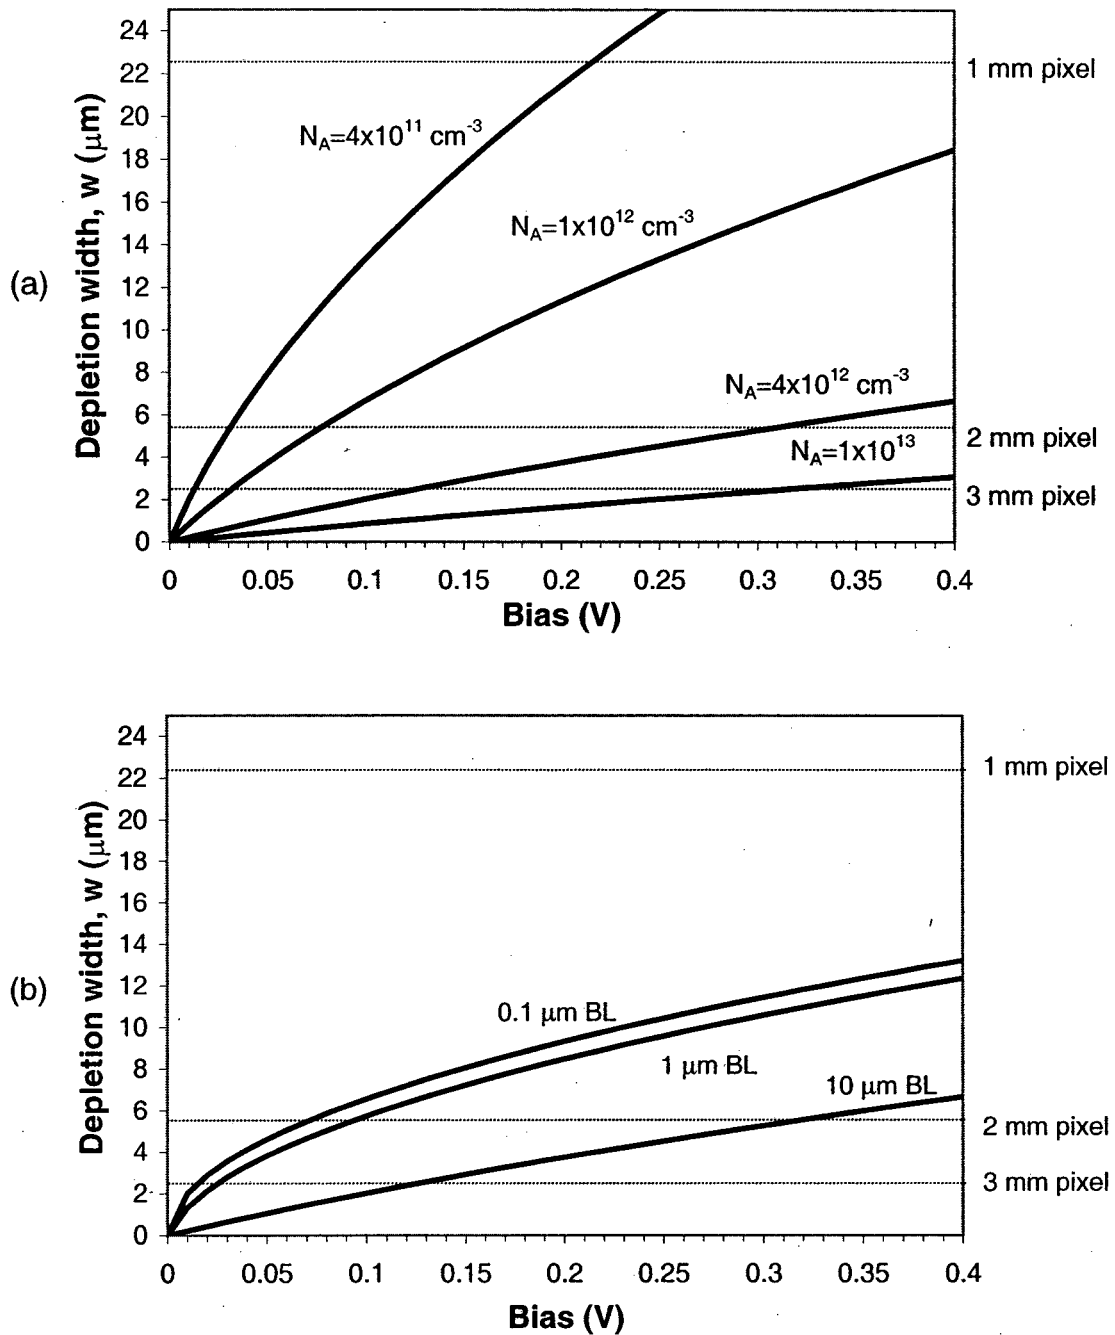 24
22
20
18
16
14
12
10
8
6
4
2
0
Depletion width, w (μm)
(a)
N_A=4x10^11 cm^-3
N_A=1x10^12 cm^-3
N_A=4x10^12 cm^-3
N_A=1x10^13
1 mm pixel
2 mm pixel
3 mm pixel
0 0.05 0.1 0.15 0.2 0.25 0.3 0.35 0.4
Bias (V)
24
22
20
18
16
14
12
10
8
6
4
2
0
Depletion width, w (μm)
(b)
0.1 μm BL
1 μm BL
10 μm BL
1 mm pixel
2 mm pixel
3 mm pixel
0 0.05 0.1 0.15 0.2 0.25 0.3 0.35 0.4
Bias (V)